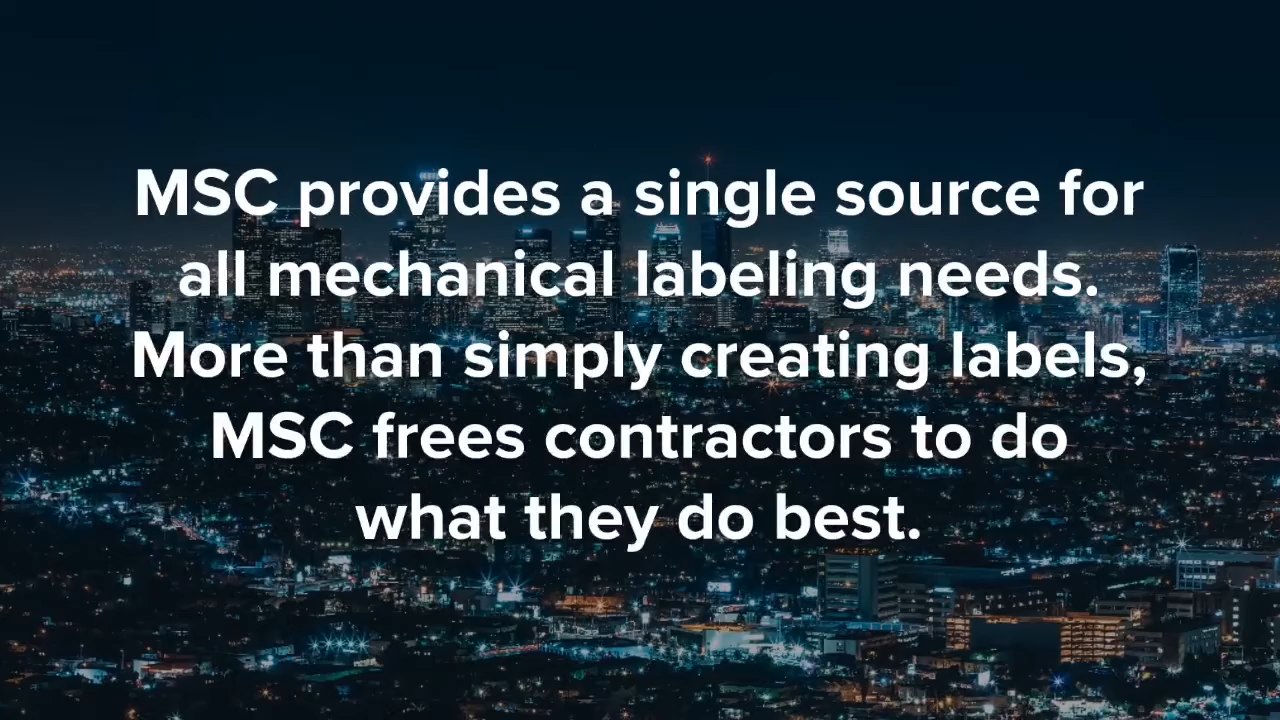 MSC provides a single source for
all mechanical labeling needs.
More than simply creating labels,
MSC frees contractors to do
what they do best.